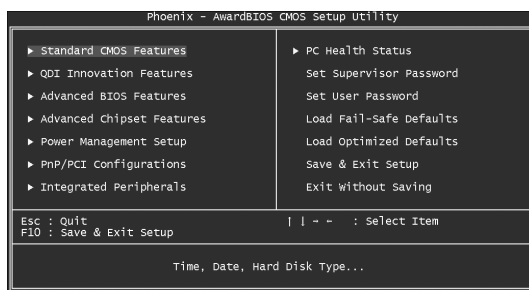 Phoenix - AwardBIOS CMOS Setup Utility
▶ Standard CMOS Features
▶ QDI Innovation Features
▶ Advanced BIOS Features
▶ Advanced Chipset Features
▶ Power Management Setup
▶ PnP/PCI Configurations
▶ Integrated Peripherals
▶ PC Health Status
Set Supervisor Password
Set User Password
Load Fail-Safe Defaults
Load Optimized Defaults
Save & Exit Setup
Exit Without Saving
Esc : Quit
F10 : Save & Exit Setup
↑ ↓ → ← : Select Item
Time, Date, Hard Disk Type...